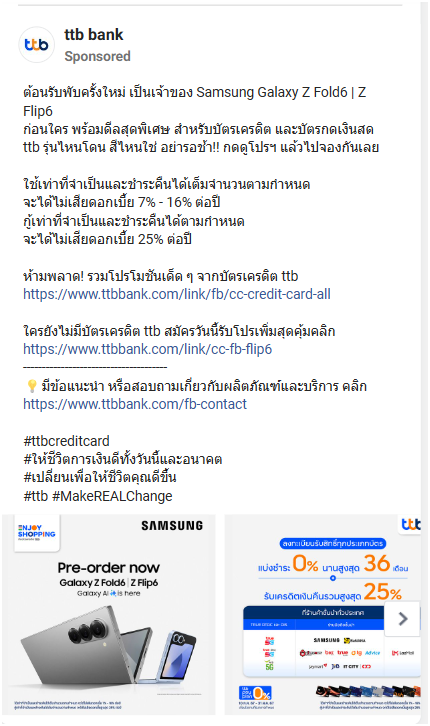 ttb
ttb bank
Sponsored
ต้อนรับพับครั้งใหม่ เป็นเจ้าของ Samsung Galaxy Z Fold6 | Z
Flip6
ก่อนใคร พร้อมดีลสุดพิเศษ สำหรับบัตรเครดิต และบัตรกดเงินสด
ttb รุ่นไหนโดน สีไหนใช่ อย่ารอช้า!! กดดูโปรฯ แล้วไปจองกันเลย
ใช้เท่าที่จำเป็นและชำระคืนได้เต็มจำนวนตามกำหนด
จะได้ไม่เสียดอกเบี้ย 7% - 16% ต่อปี
กู้เท่าที่จำเป็นและชำระคืนได้ตามกำหนด
จะได้ไม่เสียดอกเบี้ย 25% ต่อปี
ห้ามพลาด! รวมโปรโมชันเด็ด ๆ จากบัตรเครดิต ttb
https://www.ttbbank.com/link/fb/cc-credit-card-all
ใครยังไม่มีบัตรเครดิต ttb สมัครวันนี้รับโปรเพิ่มสุดคุ้มคลิก
https://www.ttbbank.com/link/cc-fb-flip6
------------------------------------
มีข้อแนะนำ หรือสอบถามเกี่ยวกับผลิตภัณฑ์และบริการ คลิก
https://www.ttbbank.com/fb-contact
#ttbcreditcard
#ให้ชีวิตการเงินดีทั้งวันนี้และอนาคต
#เปลี่ยนเพื่อให้ชีวิตคุณดีขึ้น
#ttb #MakeREALChange
ENJOY
SHOPPING
SAMSUNG
Pre-order now
Galaxy Z Fold6 | Z Flip6
Galaxy AI is here
ttb
ลงทะเบียนรับสิทธิ์ทุกประเภทบัตร
แบ่งชำระ 0% นานสูงสุด 36 เดือน
รับเครดิตเงินคืนรวมสูงสุด 25%
ที่ร้านค้าชั้นนำทั่วประเทศ
SAMSUNG
Advice
jaymart
IT CITY
0%